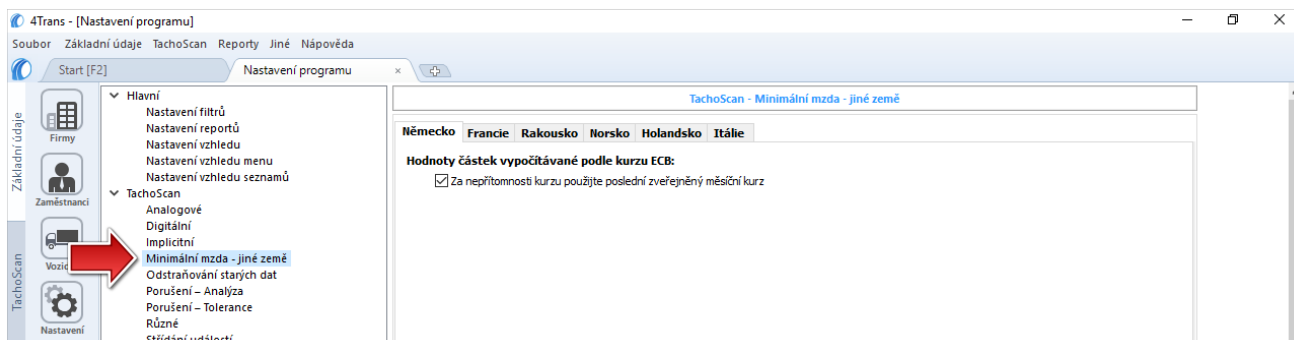 4Trans - [Nastavení programu]
Soubor Základní údaje TachoScan Reporty Jiné Nápověda
Start [F2] Nastavení programu
Základní údaje
TachoScan
Firmy
Zaměstnanci
Nastavení
Hlavní
Nastavení filtrů
Nastavení reportů
Nastavení vzhledu
Nastavení vzhledu menu
Nastavení vzhledu seznamů
TachoScan
Analogové
Digitální
Implicitní
Minimální mzda - jiné země
Odstraňování starých dat
Porušení – Analýza
Porušení – Tolerance
Různé
Střídání událostí
TachoScan - Minimální mzda - jiné země
Německo Francie Rakousko Norsko Holandsko Itálie
Hodnoty částek vypočítávané podle kurzu ECB:
Za nepřítomnosti kurzu použijte poslední zveřejněný měsíční kurz